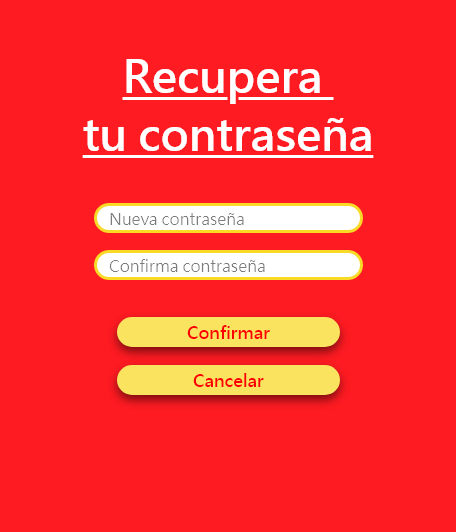 Recupera
tu contraseña
Nueva contraseña
Confirma contraseña
Confirmar
Cancelar